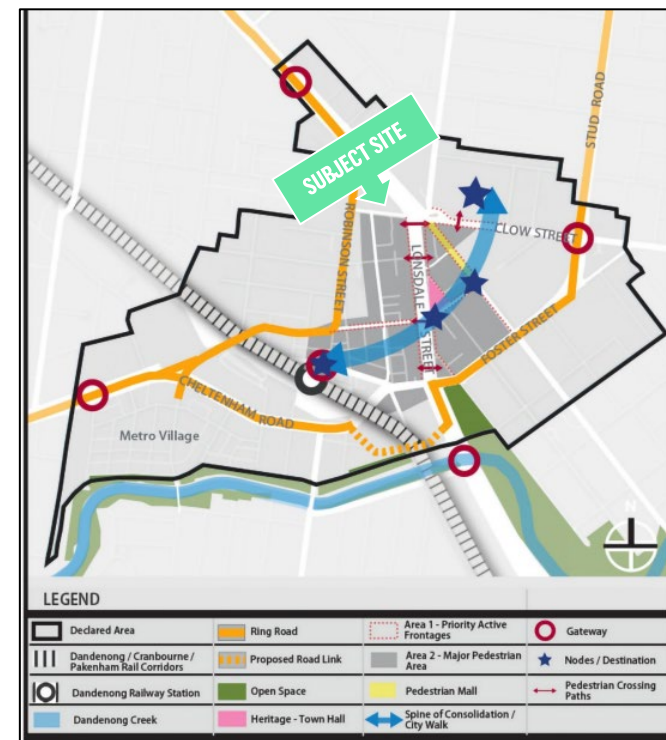 STUD ROAD
SUBJECT SITE
ROBINSON STREET
CLOW STREET
LONSDALE STREET
FOSTER STREET
CHELTENHAM ROAD
Metro Village
N
LEGEND
Declared Area
Ring Road
Area 1 - Priority Active
Frontages
Gateway
Dandenong / Cranbourne /
Pakenham Rail Corridors
Proposed Road Link
Area 2 - Major Pedestrian
Area
Nodes / Destination
Dandenong Railway Station
Open Space
Pedestrian Mall
Pedestrian Crossing
Paths
Dandenong Creek
Heritage - Town Hall
Spine of Consolidation /
City Walk